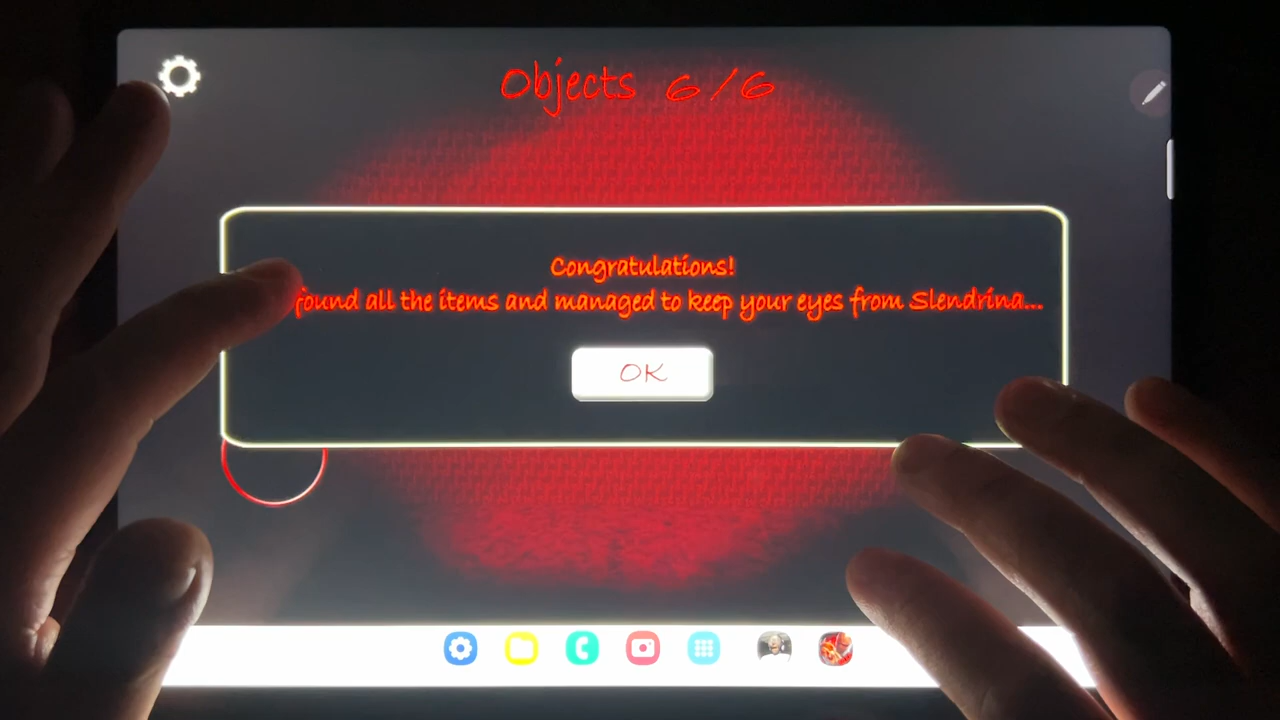 Objects 6/6
Congratulations!
found all the items and managed to keep your eyes from Slendrina...
OK